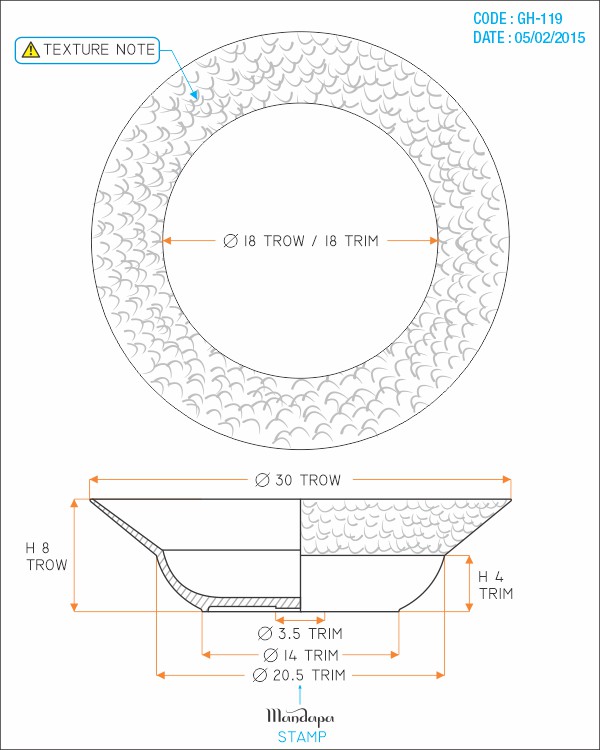 CODE : GH-119
DATE : 05/02/2015
TEXTURE NOTE
Ø 18 TROW / 18 TRIM
Ø 30 TROW
H 8
TROW
H 4
TRIM
Ø 3.5 TRIM
Ø 14 TRIM
Ø 20.5 TRIM
Mandapa
STAMP